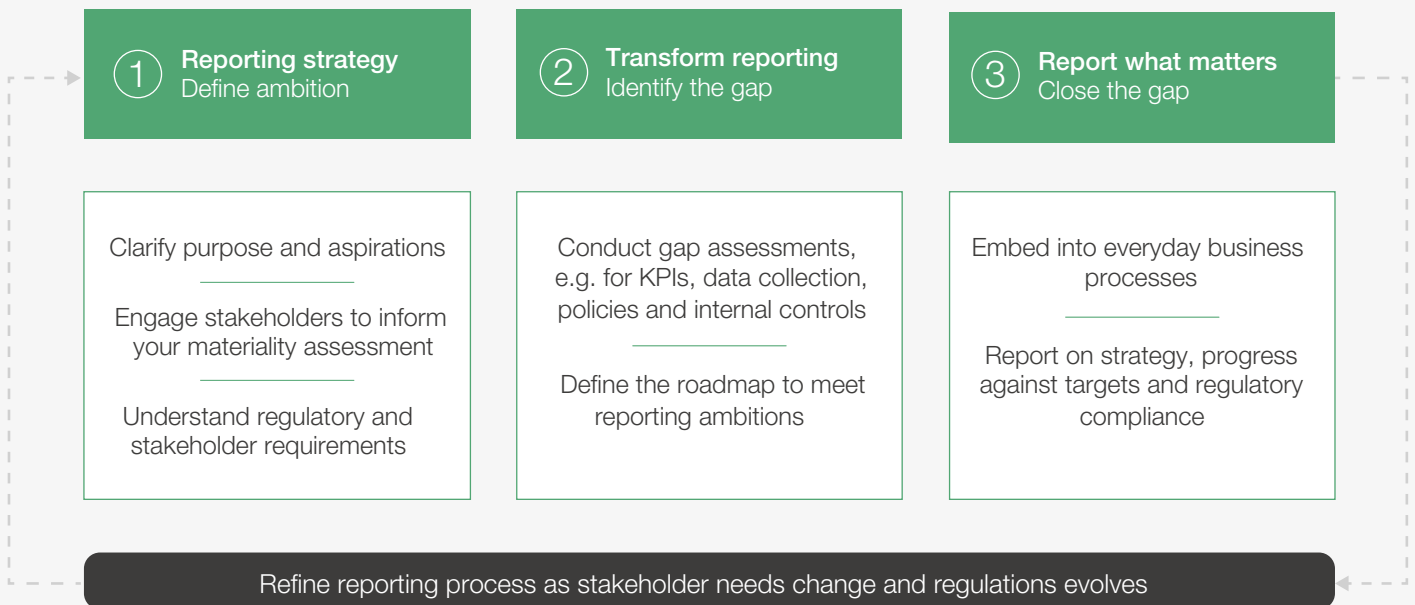 1
Reporting strategy
Define ambition
2
Transform reporting
Identify the gap
3
Report what matters
Close the gap
Clarify purpose and aspirations
Engage stakeholders to inform
your materiality assessment
Understand regulatory and
stakeholder requirements
Conduct gap assessments,
e.g. for KPIs, data collection,
policies and internal controls
Define the roadmap to meet
reporting ambitions
Embed into everyday business
processes
Report on strategy, progress
against targets and regulatory
compliance
Refine reporting process as stakeholder needs change and regulations evolves